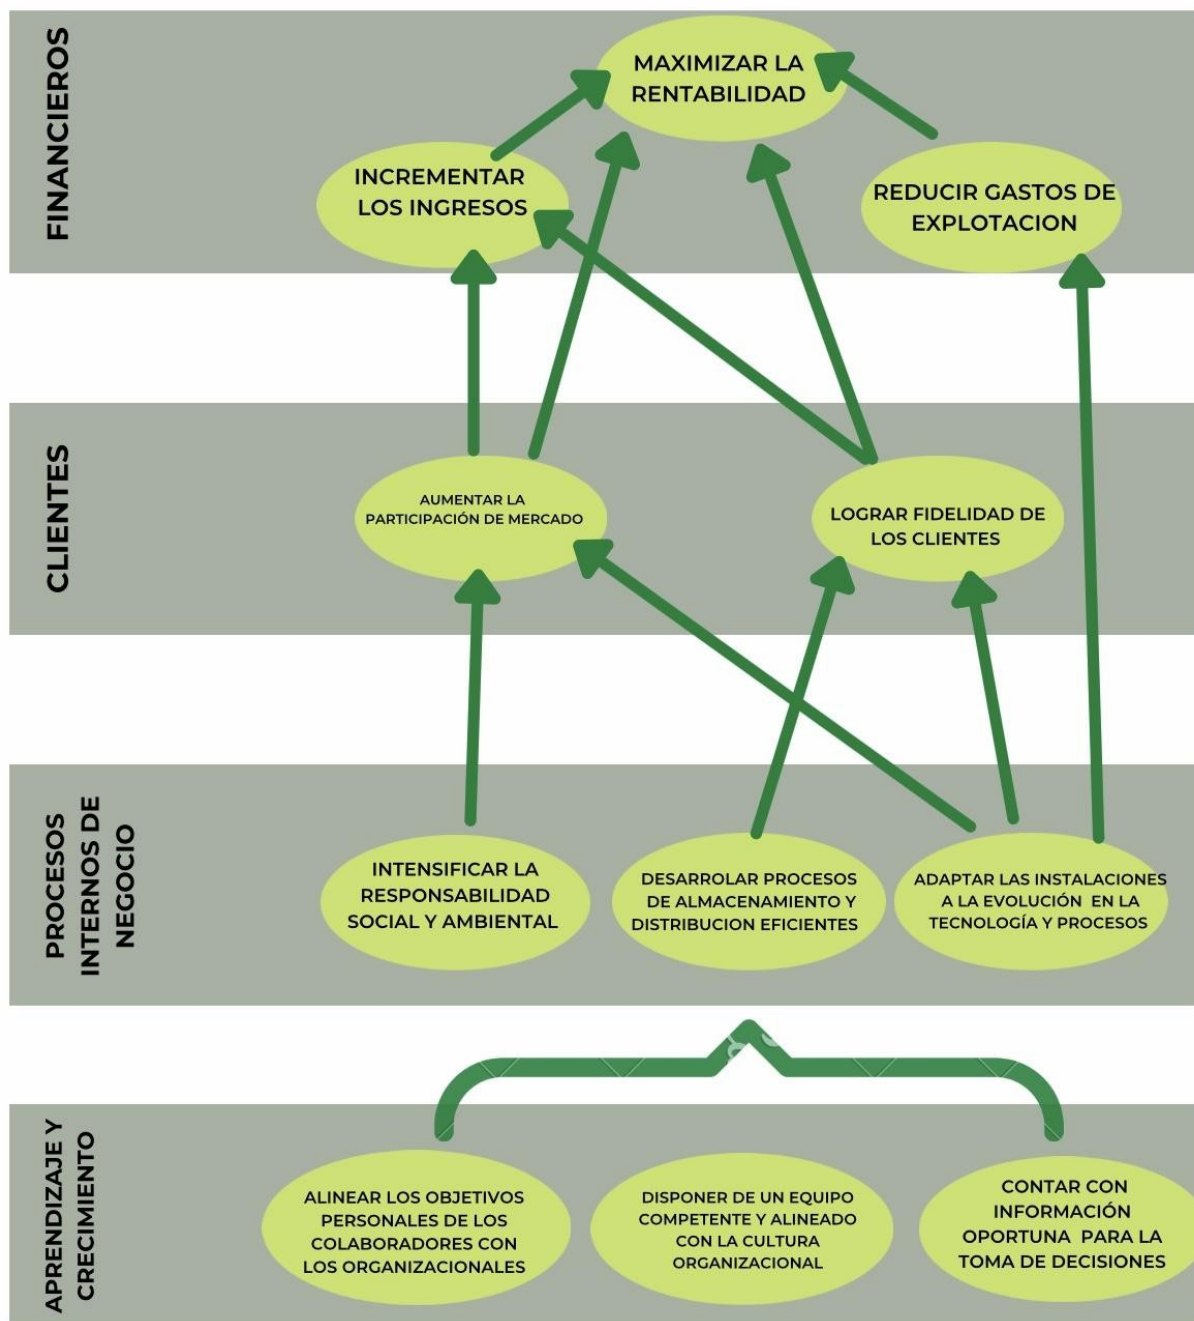 FINANCIEROS
MAXIMIZAR LA
RENTABILIDAD
INCREMENTAR
LOS INGRESOS
REDUCIR GASTOS DE
EXPLOTACION
CLIENTES
AUMENTAR LA
PARTICIPACIÓN DE MERCADO
LOGRAR FIDELIDAD DE
LOS CLIENTES
PROCESOS
INTERNOS DE
NEGOCIO
INTENSIFICAR LA
RESPONSABILIDAD
SOCIAL Y AMBIENTAL
DESARROLAR PROCESOS
DE ALMACENAMIENTO Y
DISTRIBUCION EFICIENTES
ADAPTAR LAS INSTALACIONES
A LA EVOLUCIÓN EN LA
TECNOLOGÍA Y PROCESOS
APRENDIZAJE Y
CRECIMIENTO
ALINEAR LOS OBJETIVOS
PERSONALES DE LOS
COLABORADORES CON
LOS ORGANIZACIONALES
DISPONER DE UN EQUIPO
COMPETENTE Y ALINEADO
CON LA CULTURA
ORGANIZACIONAL
CONTAR CON
INFORMACIÓN
OPORTUNA PARA LA
TOMA DE DECISIONES